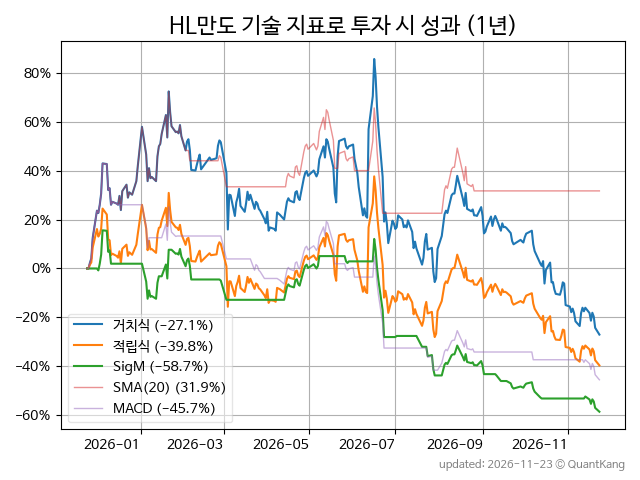 HL만도 기술 지표로 투자 시 성과 (1년)
80%
60%
40%
20%
0%
−20%
−40%
−60%
거치식 (−27.1%)
적립식 (−39.8%)
SigM (−58.7%)
SMA(20) (31.9%)
MACD (−45.7%)
2026-01 2026-03 2026-05 2026-07 2026-09 2026-11
updated: 2026-11-23 © QuantKang